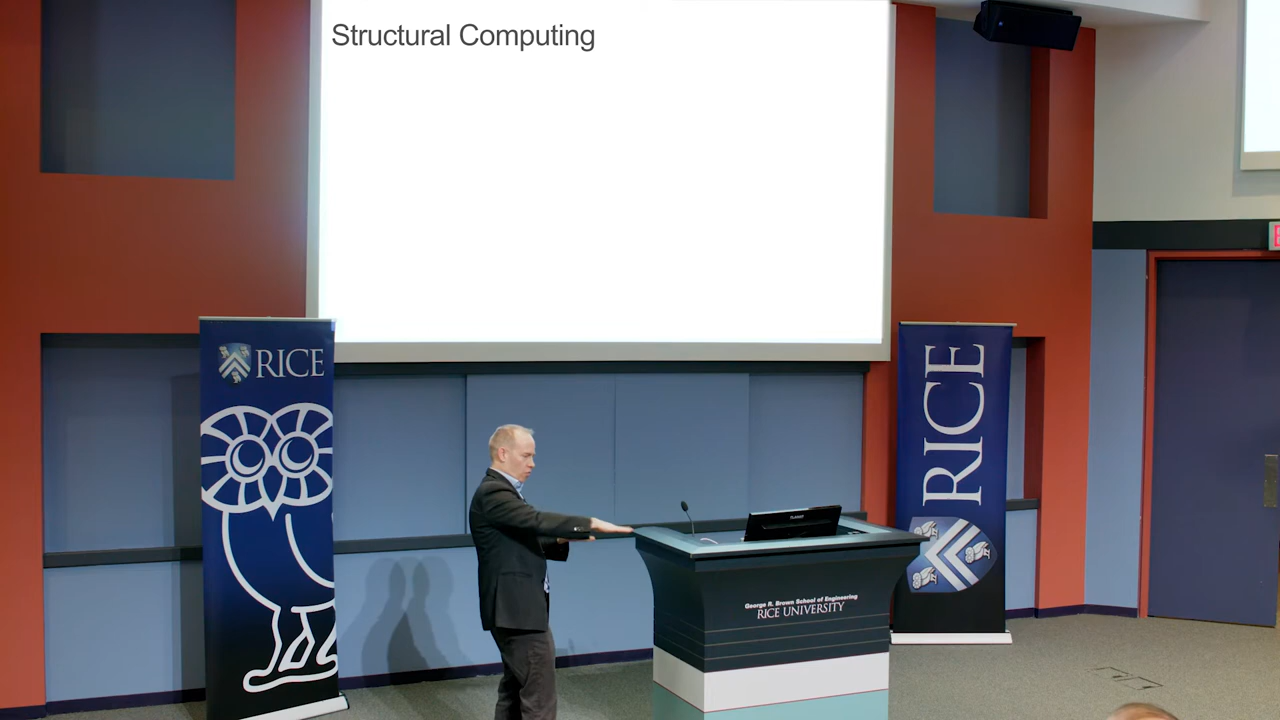 Structural Computing
RICE
RICE
George R. Brown School of Engineering
RICE UNIVERSITY